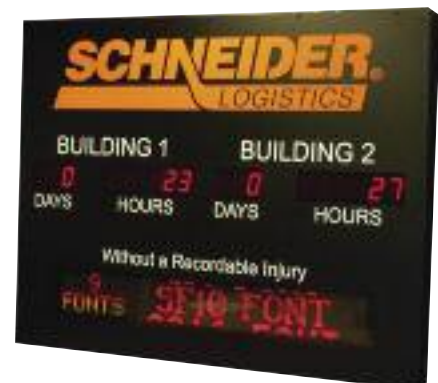 SCHNEIDER®
LOGISTICS
BUILDING 1 BUILDING 2
0 23 0 27
DAYS HOURS DAYS HOURS
Without a Recordable Injury
FONTS FONT